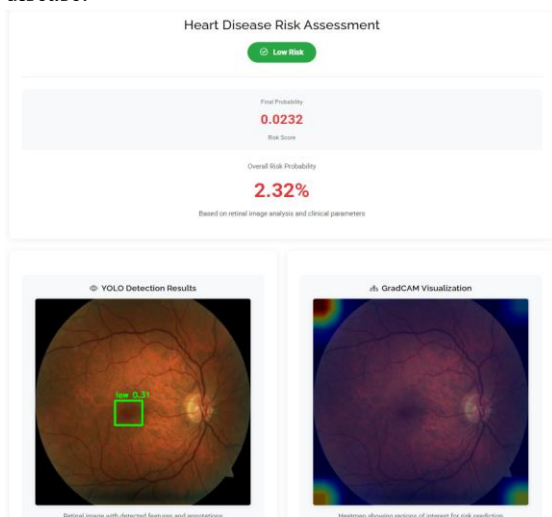 disease.
Heart Disease Risk Assessment
Low Risk
Final Probability
0.0232
Risk Score
Overall Risk Probability
2.32%
Based on retinal image analysis and clinical parameters
YOLO Detection Results
GradCAM Visualization
low 0.31
Retinal image with detected features and annotations
Heatmap showing regions of interest for risk prediction